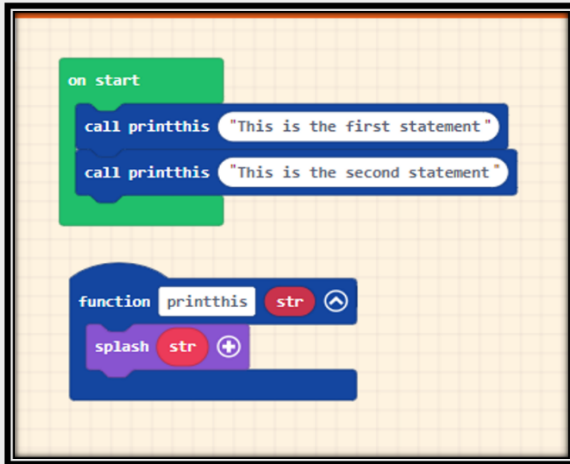 on start
call printthis "This is the first statement"
call printthis "This is the second statement"
function printthis str
splash str